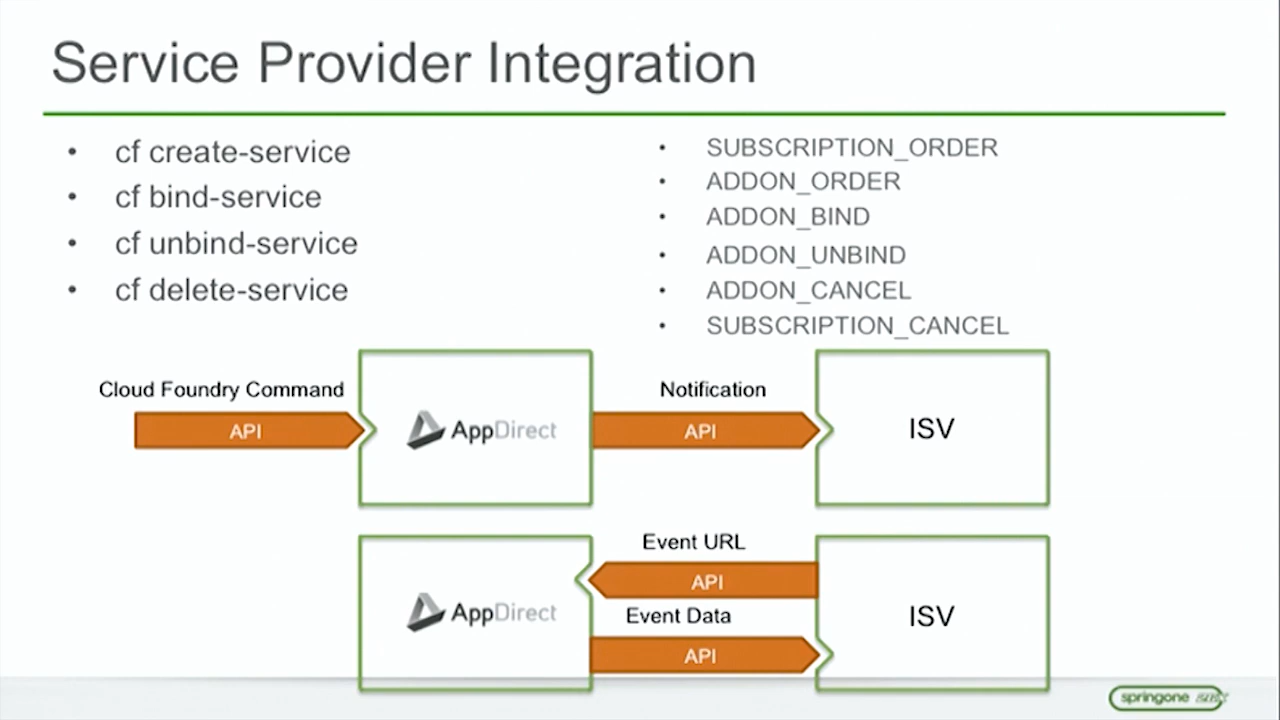 Service Provider Integration
• cf create-service
• cf bind-service
• cf unbind-service
• cf delete-service
• SUBSCRIPTION_ORDER
• ADDON_ORDER
• ADDON_BIND
• ADDON_UNBIND
• ADDON_CANCEL
• SUBSCRIPTION_CANCEL
Cloud Foundry Command
API
AppDirect
Notification
API
ISV
AppDirect
Event URL
API
Event Data
API
ISV
springone